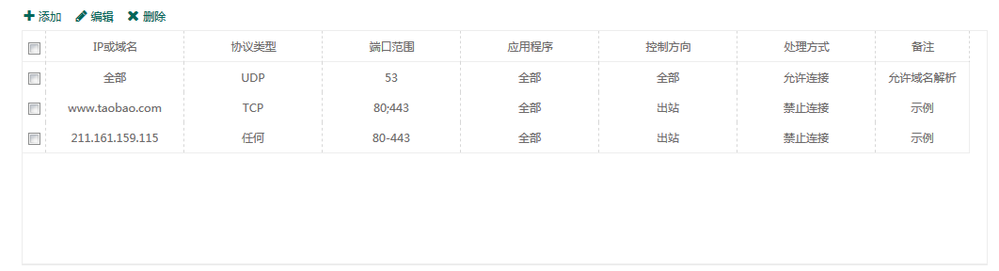 添加 编辑 删除
IP或域名 协议类型 端口范围 应用程序 控制方向 处理方式 备注
全部 UDP 53 全部 全部 允许连接 允许域名解析
www.taobao.com TCP 80;443 全部 出站 禁止连接 示例
211.161.159.115 任何 80-443 全部 出站 禁止连接 示例